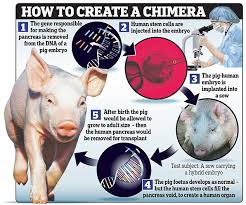 HOW TO CREATE A CHIMERA
1 The gene responsible
for making the
pancreas is removed
from the DNA of a
pig embryo
2 Human stem cells are
injected into the embryo
3 The pig-human
embryo is
implanted into
a sow
Test subject: A sow carrying
a hybrid embryo
4 The pig foetus develops as normal –
but the human stem cells fill the
pancreas void, to create a human organ
5 After birth the pig
would be allowed to
grow to adult size – then
the human pancreas would
be removed for transplant